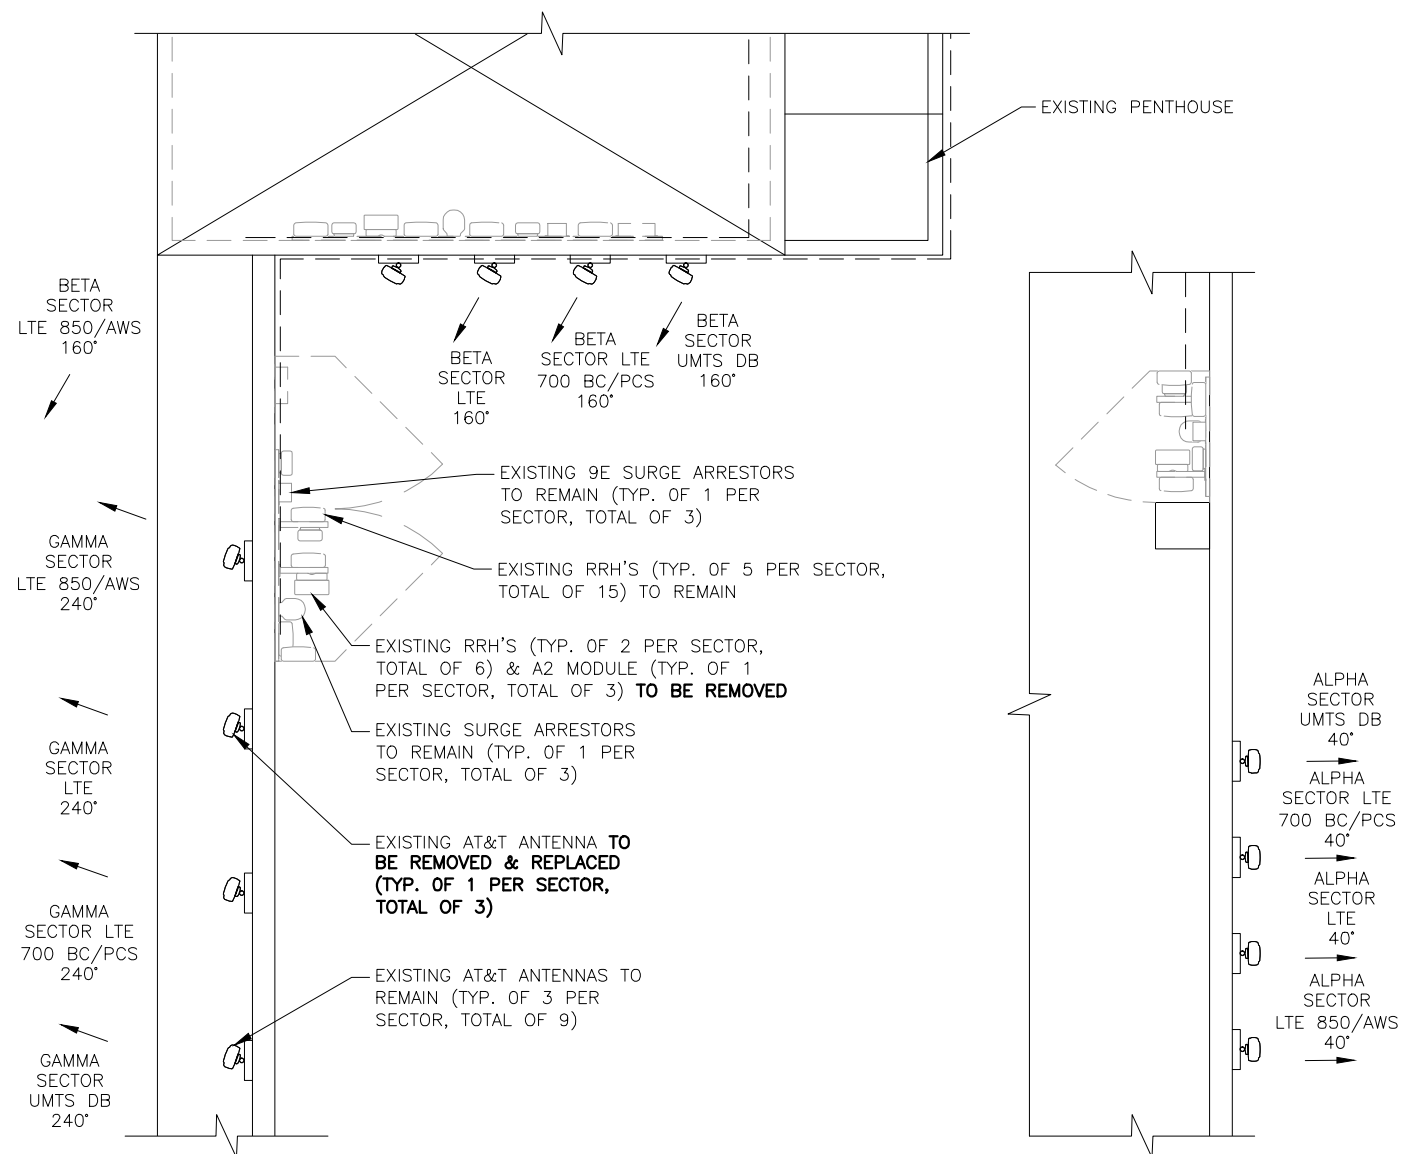 EXISTING PENTHOUSE
BETA
SECTOR
LTE 850/AWS
160°
BETA
SECTOR
LTE
160°
BETA
SECTOR LTE
700 BC/PCS
160°
BETA
SECTOR
UMTS DB
160°
EXISTING 9E SURGE ARRESTORS
TO REMAIN (TYP. OF 1 PER
SECTOR, TOTAL OF 3)
GAMMA
SECTOR
LTE 850/AWS
240°
EXISTING RRH'S (TYP. OF 5 PER SECTOR,
TOTAL OF 15) TO REMAIN
EXISTING RRH'S (TYP. OF 2 PER SECTOR,
TOTAL OF 6) & A2 MODULE (TYP. OF 1
PER SECTOR, TOTAL OF 3) TO BE REMOVED
EXISTING SURGE ARRESTORS
TO REMAIN (TYP. OF 1 PER
SECTOR, TOTAL OF 3)
GAMMA
SECTOR
LTE
240°
EXISTING AT&T ANTENNA TO
BE REMOVED & REPLACED
(TYP. OF 1 PER SECTOR,
TOTAL OF 3)
GAMMA
SECTOR LTE
700 BC/PCS
240°
EXISTING AT&T ANTENNAS TO
REMAIN (TYP. OF 3 PER
SECTOR, TOTAL OF 9)
GAMMA
SECTOR
UMTS DB
240°
ALPHA
SECTOR
UMTS DB
40°
ALPHA
SECTOR LTE
700 BC/PCS
40°
ALPHA
SECTOR
LTE
40°
ALPHA
SECTOR
LTE 850/AWS
40°